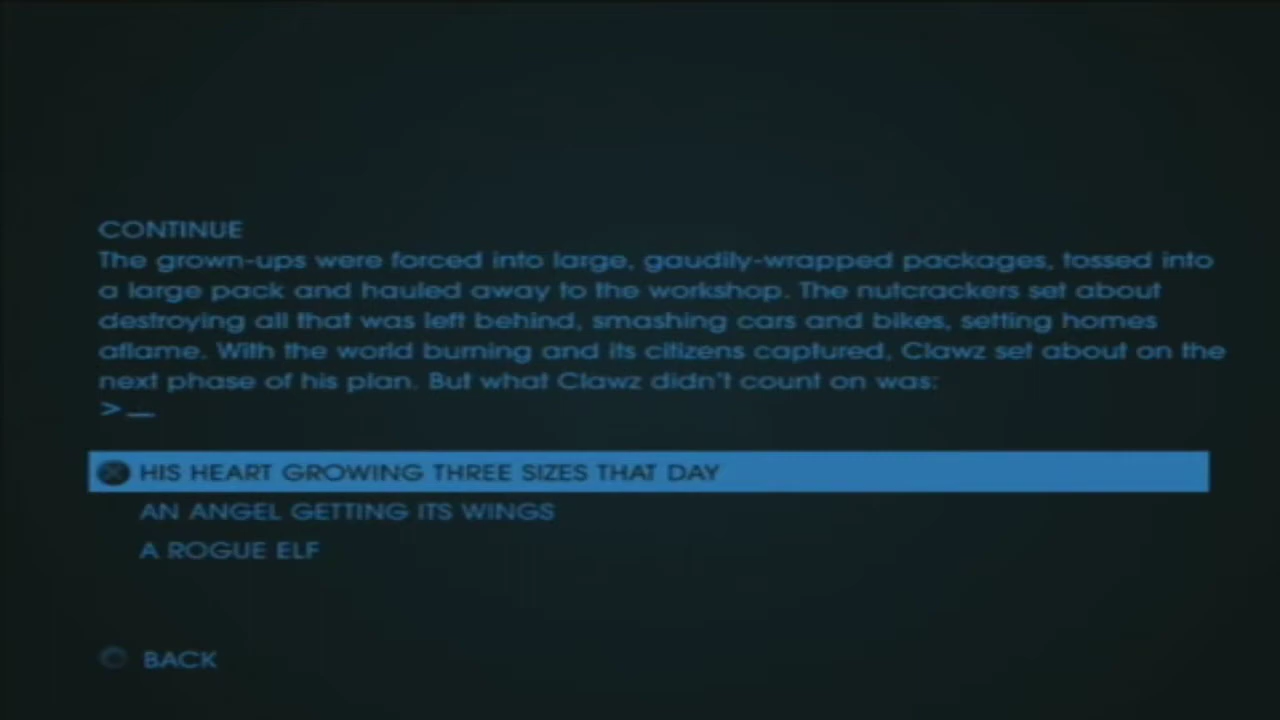 CONTINUE
The grown-ups were forced into large, gaudily-wrapped packages, tossed into
a large pack and hauled away to the workshop. The nutcrackers set about
destroying all that was left behind, smashing cars and bikes, setting homes
aflame. With the world burning and its citizens captured, Clawz set about on the
next phase of his plan. But what Clawz didn't count on was:
>_
HIS HEART GROWING THREE SIZES THAT DAY
AN ANGEL GETTING ITS WINGS
A ROGUE ELF
BACK